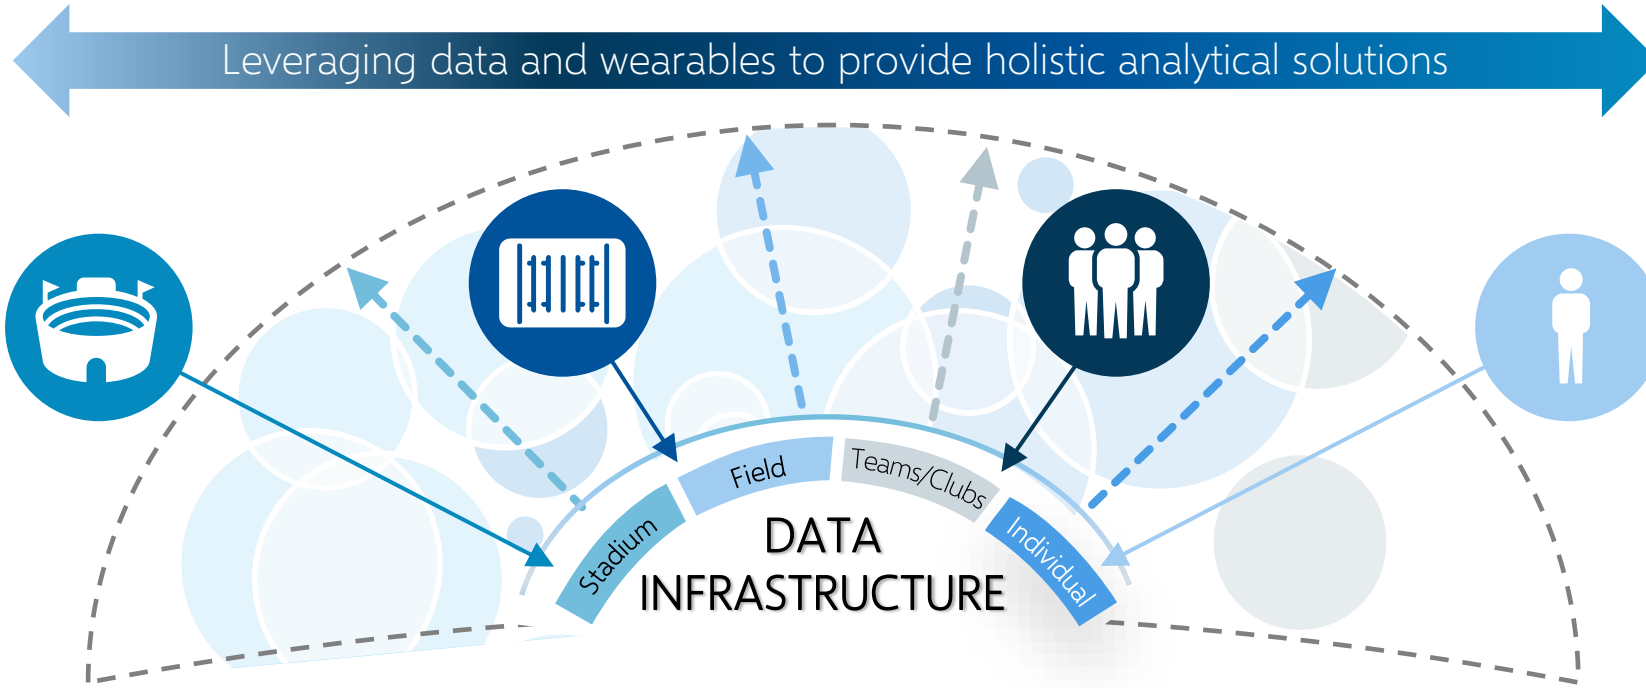 Leveraging data and wearables to provide holistic analytical solutions
Stadium
Field
Teams/Clubs
Individual
DATA
INFRASTRUCTURE